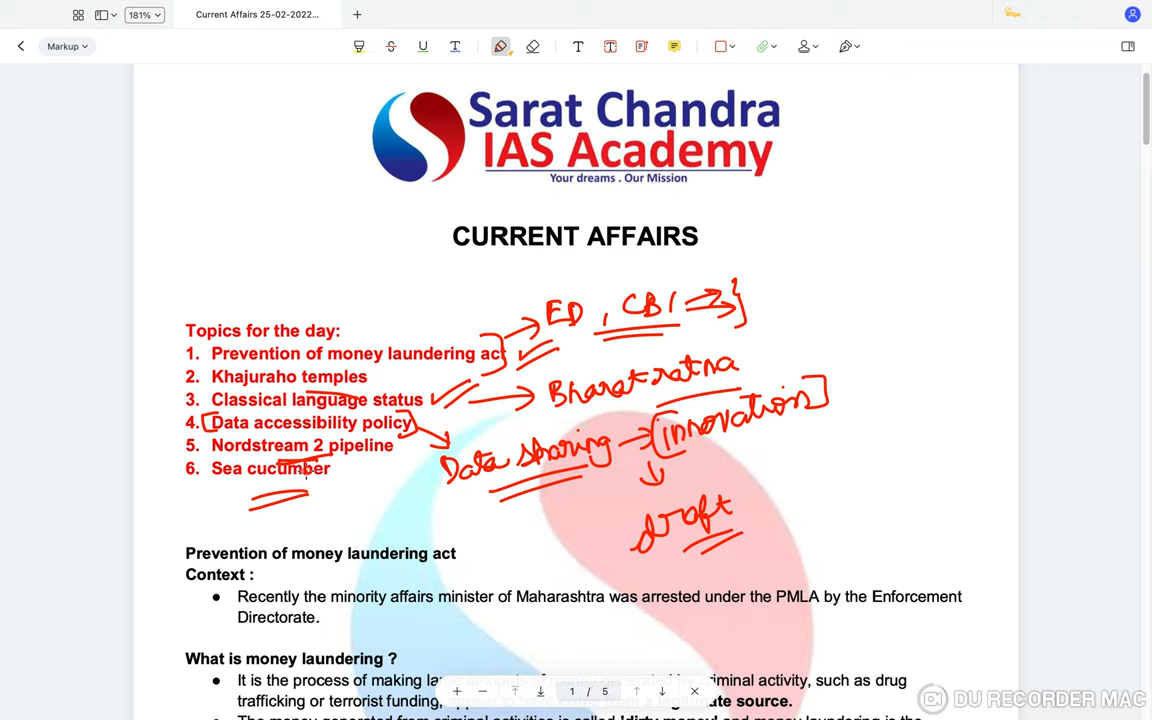 181%
Current Affairs 25-02-2022...
Markup
Sarat Chandra
IAS Academy
Your dreams . Our Mission
CURRENT AFFAIRS
ED, CBI
Topics for the day:
1. Prevention of money laundering act
2. Khajuraho temples
Bharat ratna
3. Classical language status
4. Data accessibility policy
innovation
5. Nordstream 2 pipeline
Data sharing
6. Sea cucumber
draft
Prevention of money laundering act
Context :
● Recently the minority affairs minister of Maharashtra was arrested under the PMLA by the Enforcement
Directorate.
What is money laundering ?
● It is the process of making la criminal activity, such as drug
trafficking or terrorist funding, source.
1 / 5
DU RECORDER MAC